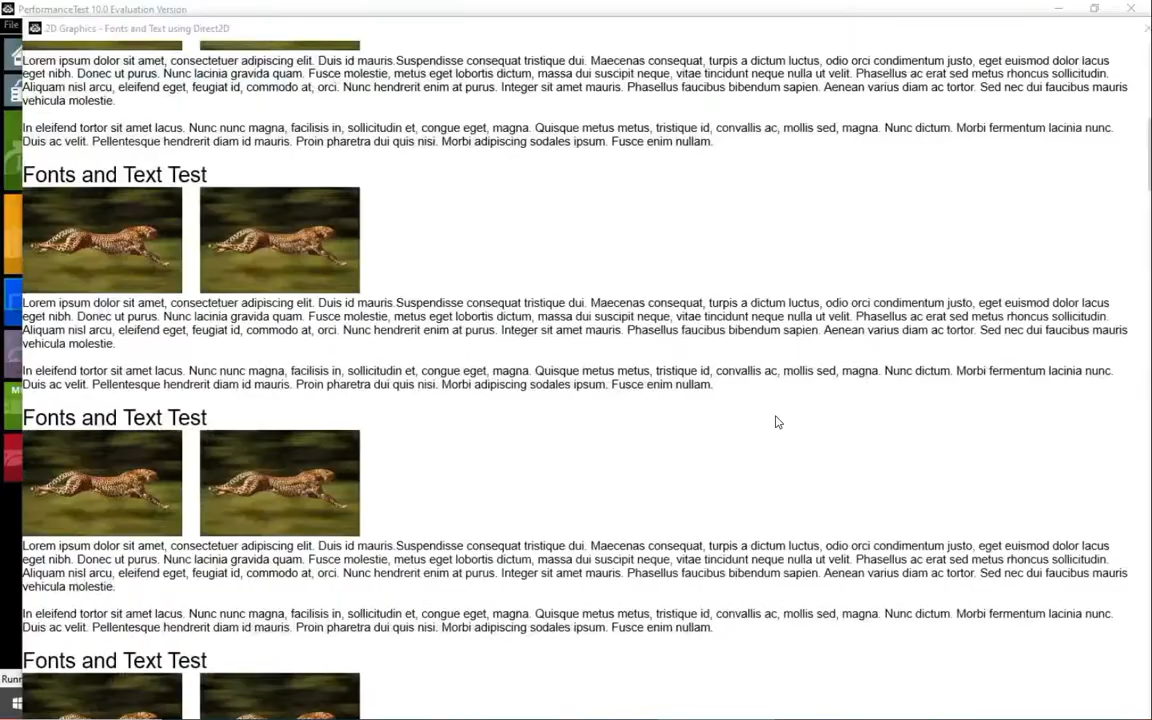 PerformanceTest 10.0 Evaluation Version
File
2D Graphics - Fonts and Text using Direct2D
Lorem ipsum dolor sit amet, consectetuer adipiscing elit. Duis id mauris.Suspendisse consequat tristique dui. Maecenas consequat, turpis a dictum luctus, odio orci condimentum justo, eget euismod dolor lacus
eget nibh. Donec ut purus. Nunc lacinia gravida quam. Fusce molestie, metus eget lobortis dictum, massa dui suscipit neque, vitae tincidunt neque nulla ut velit. Phasellus ac erat sed metus rhoncus sollicitudin.
Aliquam nisl arcu, eleifend eget, feugiat id, commodo at, orci. Nunc hendrerit enim at purus. Integer sit amet mauris. Phasellus faucibus bibendum sapien. Aenean varius diam ac tortor. Sed nec dui faucibus mauris
vehicula molestie.
In eleifend tortor sit amet lacus. Nunc nunc magna, facilisis in, sollicitudin et, congue eget, magna. Quisque metus metus, tristique id, convallis ac, mollis sed, magna. Nunc dictum. Morbi fermentum lacinia nunc.
Duis ac velit. Pellentesque hendrerit diam id mauris. Proin pharetra dui quis nisi. Morbi adipiscing sodales ipsum. Fusce enim nullam.
Fonts and Text Test
Lorem ipsum dolor sit amet, consectetuer adipiscing elit. Duis id mauris.Suspendisse consequat tristique dui. Maecenas consequat, turpis a dictum luctus, odio orci condimentum justo, eget euismod dolor lacus
eget nibh. Donec ut purus. Nunc lacinia gravida quam. Fusce molestie, metus eget lobortis dictum, massa dui suscipit neque, vitae tincidunt neque nulla ut velit. Phasellus ac erat sed metus rhoncus sollicitudin.
Aliquam nisl arcu, eleifend eget, feugiat id, commodo at, orci. Nunc hendrerit enim at purus. Integer sit amet mauris. Phasellus faucibus bibendum sapien. Aenean varius diam ac tortor. Sed nec dui faucibus mauris
vehicula molestie.
In eleifend tortor sit amet lacus. Nunc nunc magna, facilisis in, sollicitudin et, congue eget, magna. Quisque metus metus, tristique id, convallis ac, mollis sed, magna. Nunc dictum. Morbi fermentum lacinia nunc.
Duis ac velit. Pellentesque hendrerit diam id mauris. Proin pharetra dui quis nisi. Morbi adipiscing sodales ipsum. Fusce enim nullam.
Fonts and Text Test
Lorem ipsum dolor sit amet, consectetuer adipiscing elit. Duis id mauris.Suspendisse consequat tristique dui. Maecenas consequat, turpis a dictum luctus, odio orci condimentum justo, eget euismod dolor lacus
eget nibh. Donec ut purus. Nunc lacinia gravida quam. Fusce molestie, metus eget lobortis dictum, massa dui suscipit neque, vitae tincidunt neque nulla ut velit. Phasellus ac erat sed metus rhoncus sollicitudin.
Aliquam nisl arcu, eleifend eget, feugiat id, commodo at, orci. Nunc hendrerit enim at purus. Integer sit amet mauris. Phasellus faucibus bibendum sapien. Aenean varius diam ac tortor. Sed nec dui faucibus mauris
vehicula molestie.
In eleifend tortor sit amet lacus. Nunc nunc magna, facilisis in, sollicitudin et, congue eget, magna. Quisque metus metus, tristique id, convallis ac, mollis sed, magna. Nunc dictum. Morbi fermentum lacinia nunc.
Duis ac velit. Pellentesque hendrerit diam id mauris. Proin pharetra dui quis nisi. Morbi adipiscing sodales ipsum. Fusce enim nullam.
Fonts and Text Test